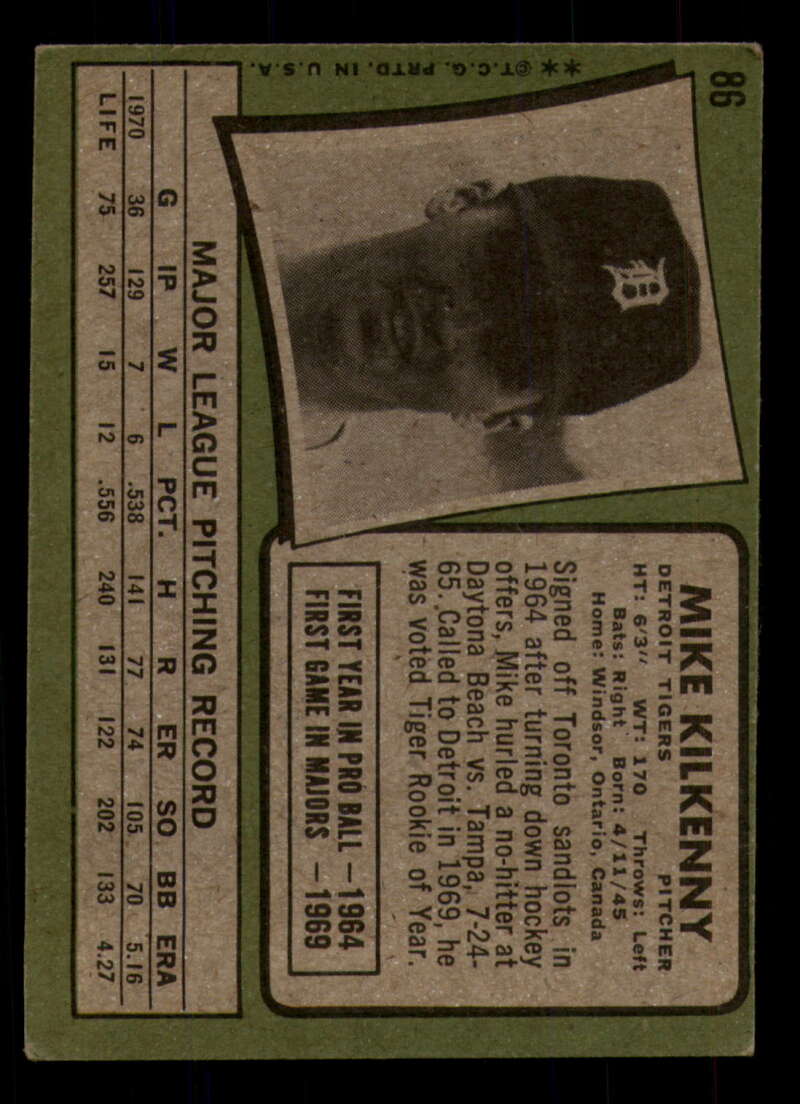 86
** ©T.C.G. PRTD. IN U.S.A.
MIKE KILKENNY
DETROIT TIGERS PITCHER
HT: 6'3" WT: 170 Throws: Left
Bats: Right Born: 4/11/45
Home: Windsor, Ontario, Canada
Signed off Toronto sandlots in
1964 after turning down hockey
offers, Mike hurled a no-hitter at
Daytona Beach vs. Tampa, 7-24-
65. Called to Detroit in 1969, he
was voted Tiger Rookie of Year.
FIRST YEAR IN PRO BALL — 1964
FIRST GAME IN MAJORS — 1969
MAJOR LEAGUE PITCHING RECORD
G IP W L PCT. H R ER SO BB ERA
1970 36 129 7 6 .538 141 77 74 105 70 5.16
LIFE 75 257 15 12 .556 240 131 122 202 133 4.27